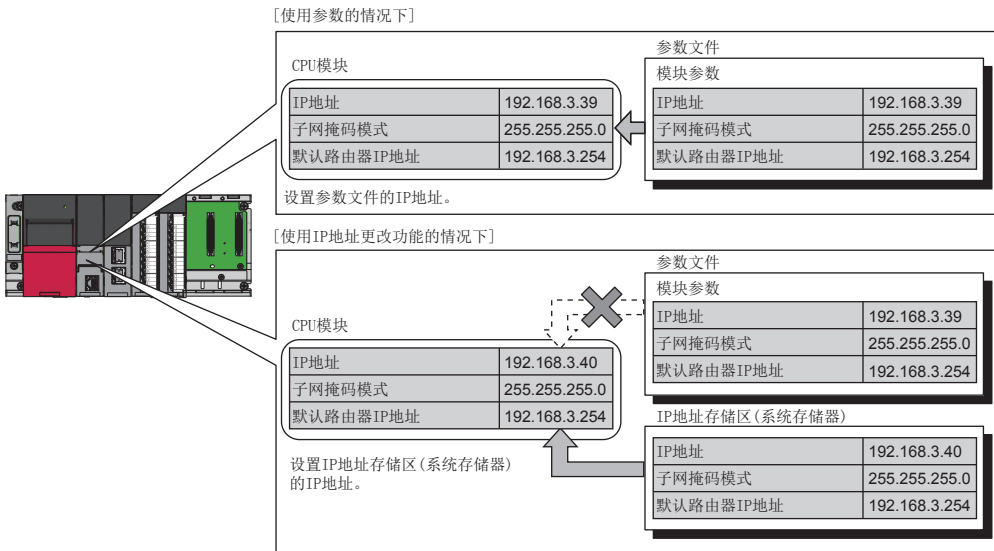 [使用参数的情况下]
参数文件
CPU模块
模块参数
IP地址 192.168.3.39
子网掩码模式 255.255.255.0
默认路由器IP地址 192.168.3.254
IP地址 192.168.3.39
子网掩码模式 255.255.255.0
默认路由器IP地址 192.168.3.254
设置参数文件的IP地址。
[使用IP地址更改功能的情况下]
参数文件
模块参数
IP地址 192.168.3.39
子网掩码模式 255.255.255.0
默认路由器IP地址 192.168.3.254
CPU模块
IP地址 192.168.3.40
子网掩码模式 255.255.255.0
默认路由器IP地址 192.168.3.254
IP地址存储区(系统存储器)
IP地址 192.168.3.40
子网掩码模式 255.255.255.0
默认路由器IP地址 192.168.3.254
设置IP地址存储区(系统存储器)
的IP地址。